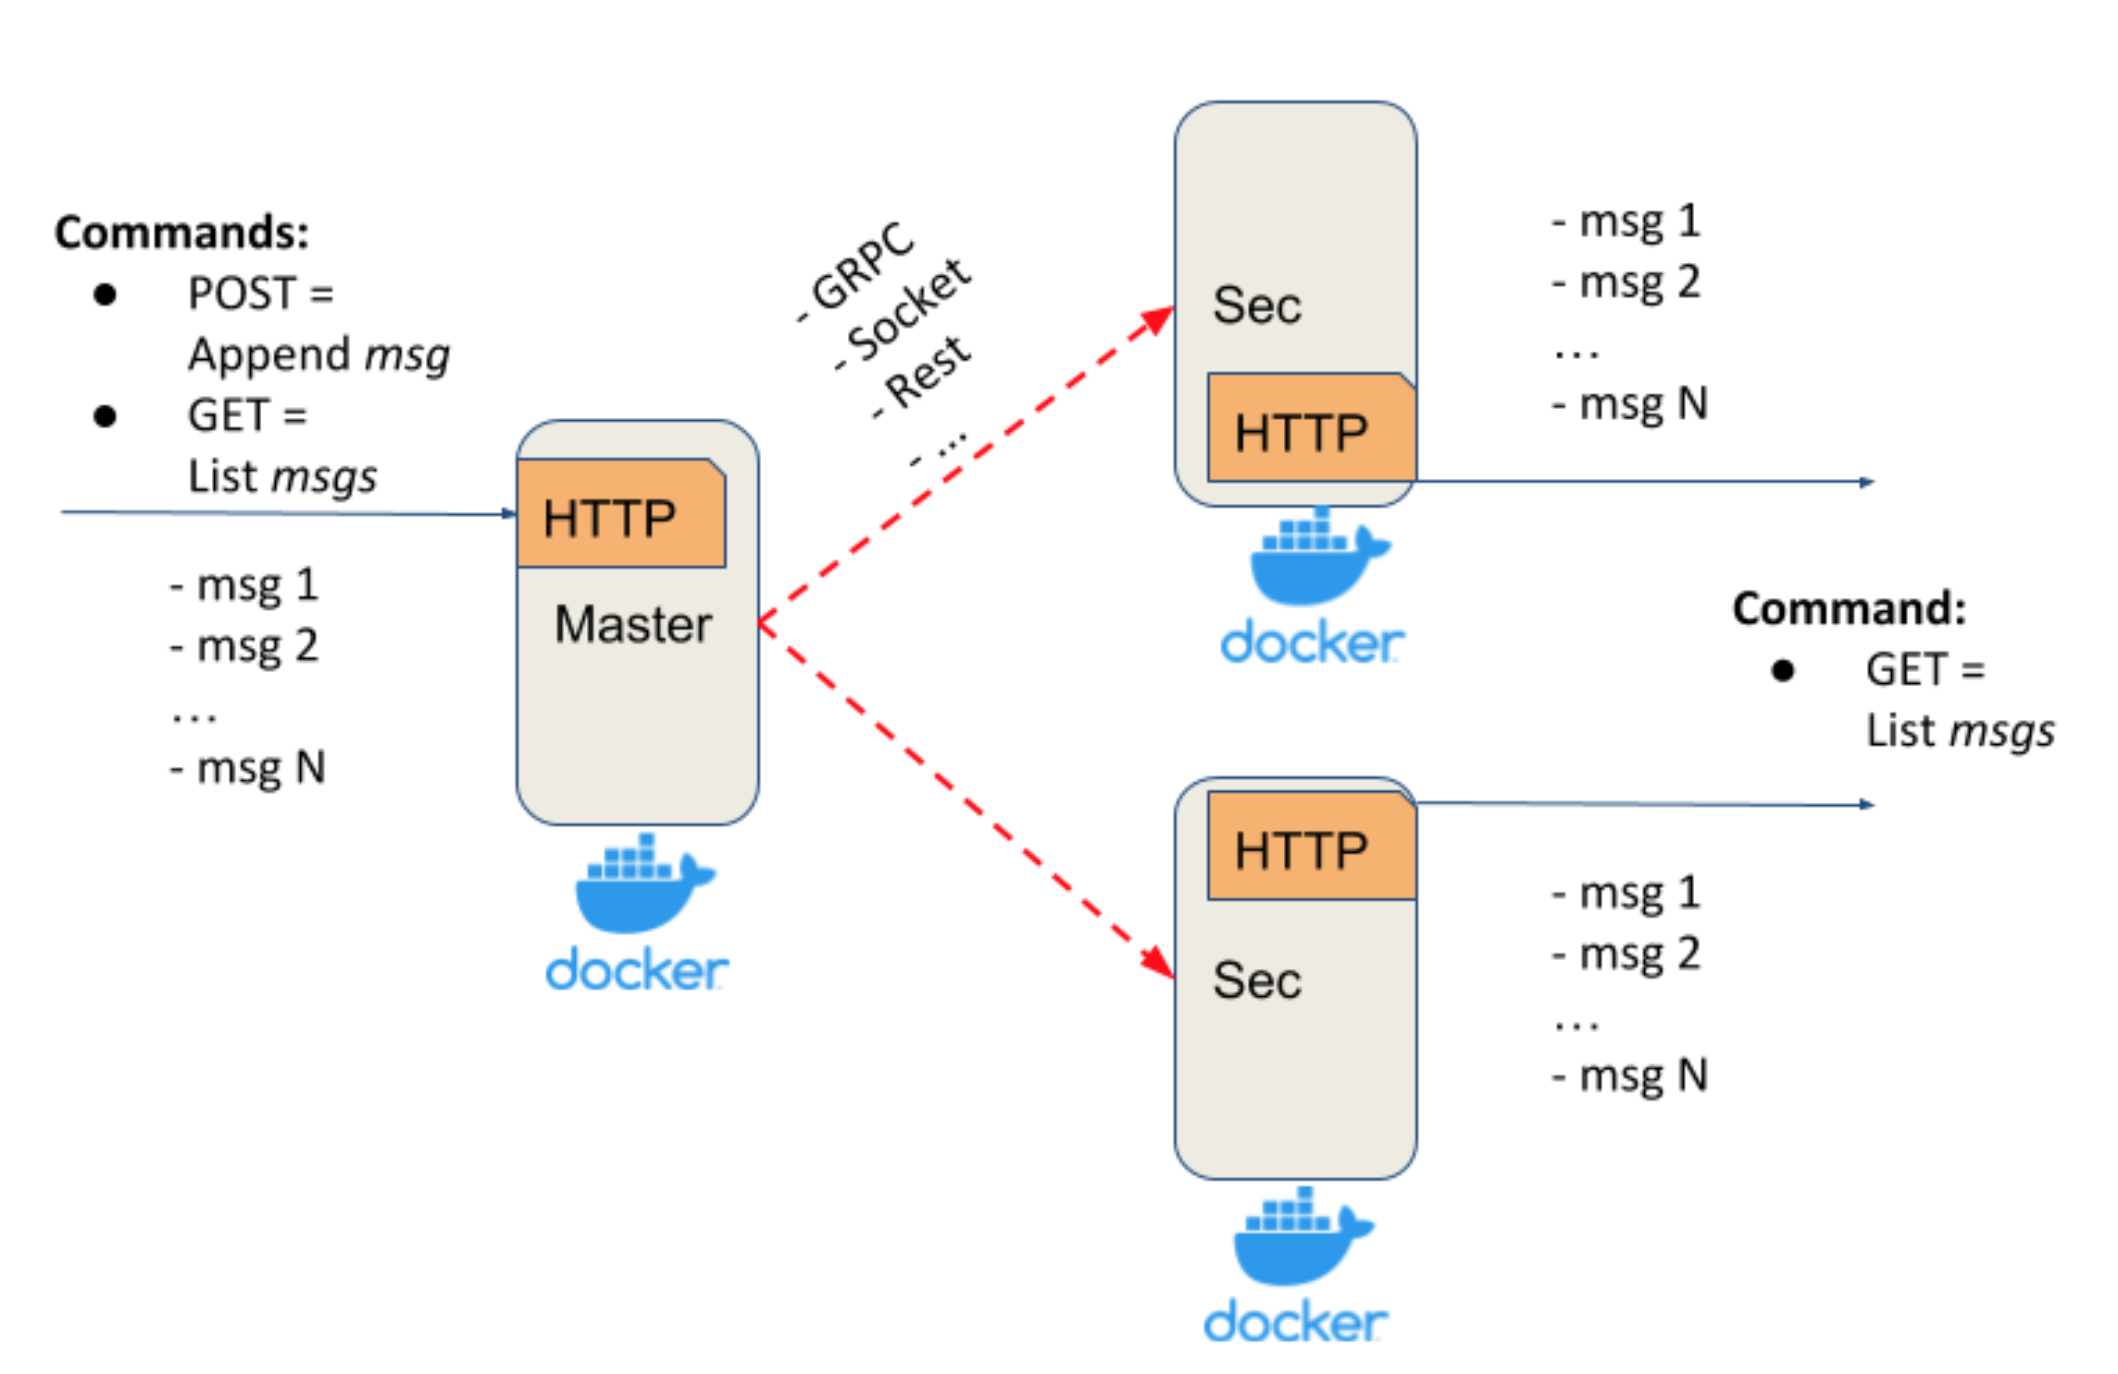 Commands:
● POST =
Append msg
● GET =
List msgs
- msg 1
- msg 2
...
- msg N
HTTP
Master
docker
- GRPC
- Socket
- Rest
- ...
Sec
HTTP
docker
- msg 1
- msg 2
...
- msg N
Command:
● GET =
List msgs
HTTP
Sec
docker
- msg 1
- msg 2
...
- msg N